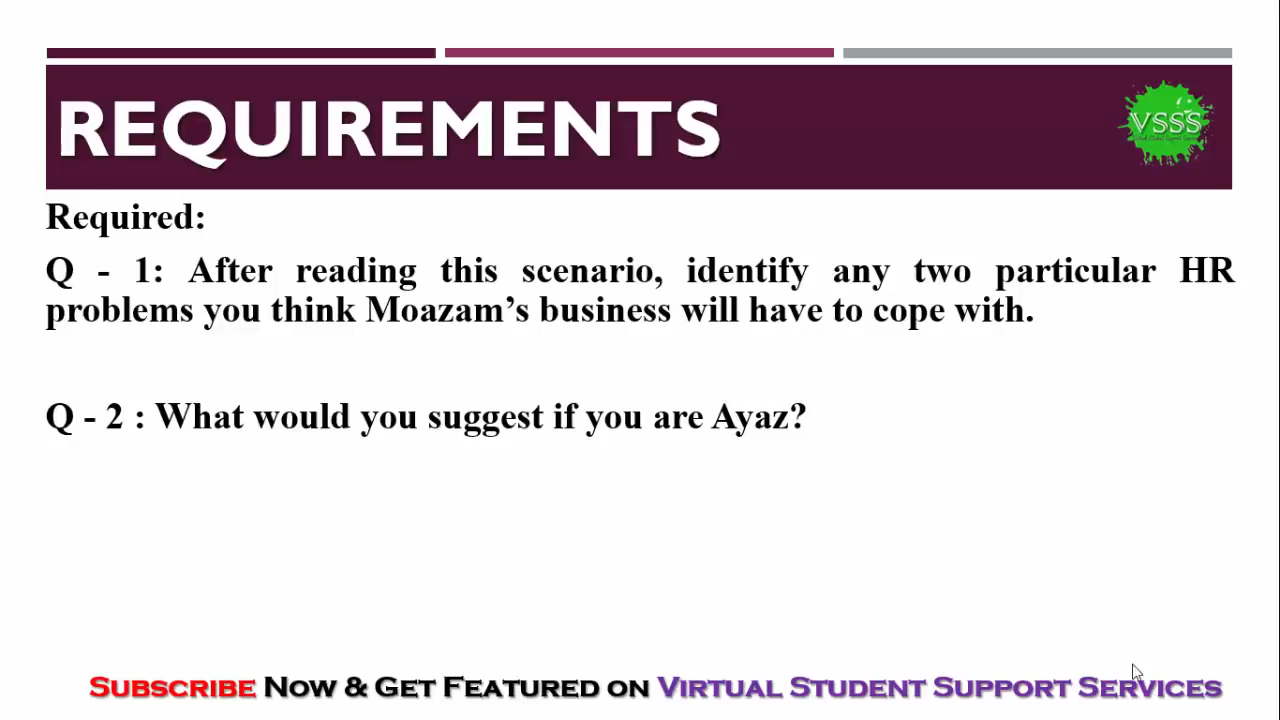 REQUIREMENTS
VSSS
Required:
Q - 1: After reading this scenario, identify any two particular HR
problems you think Moazam’s business will have to cope with.
Q - 2 : What would you suggest if you are Ayaz?
Subscribe Now & Get Featured on Virtual Student Support Services